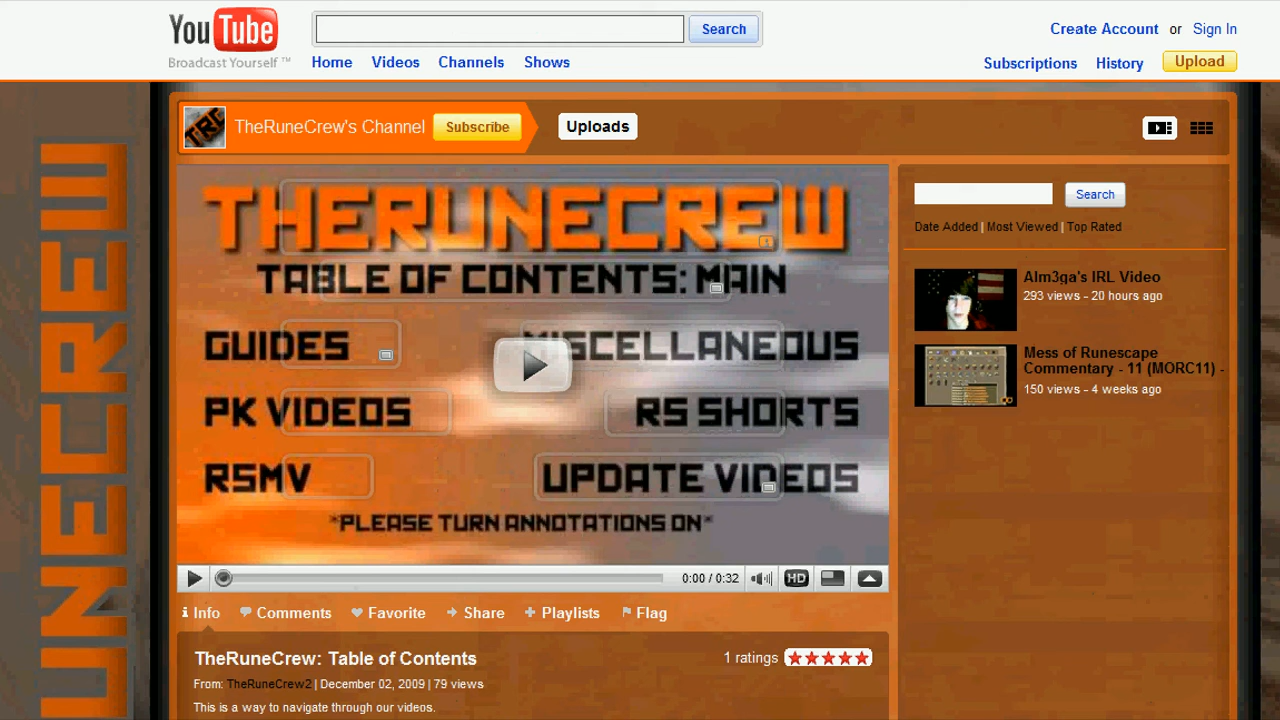 YouTube
Broadcast Yourself ™
Search
Create Account or Sign In
Home Videos Channels Shows
Subscriptions History Upload
TRC
TheRuneCrew's Channel Subscribe Uploads
THERUNECREW
TABLE OF CONTENTS: MAIN
GUIDES MISCELLANEOUS
PK VIDEOS RS SHORTS
RSMV UPDATE VIDEOS
*PLEASE TURN ANNOTATIONS ON*
0:00 / 0:32 HD
Info Comments Favorite Share Playlists Flag
TheRuneCrew: Table of Contents
1 ratings
From: TheRuneCrew2 | December 02, 2009 | 79 views
This is a way to navigate through our videos.
Search
Date Added | Most Viewed | Top Rated
Alm3ga's IRL Video
293 views - 20 hours ago
Mess of Runescape
Commentary - 11 (MORC11) -
150 views - 4 weeks ago
UNECREW